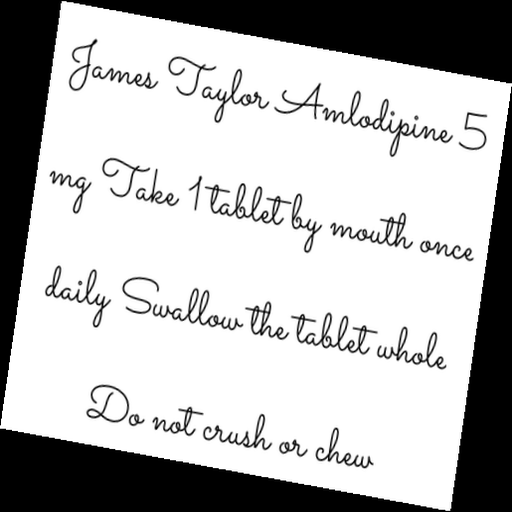 James Taylor Amlodipine 5
mg Take 1 tablet by mouth once
daily Swallow the tablet whole
Do not crush or chew